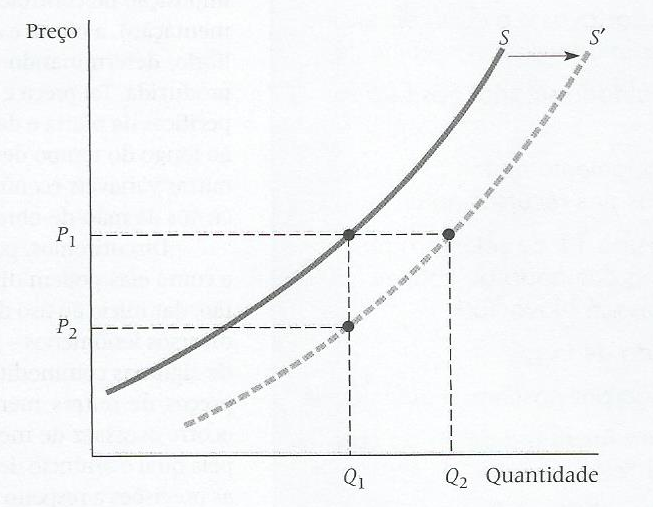 Preço
S S′
P1
P2
Q1 Q2 Quantidade